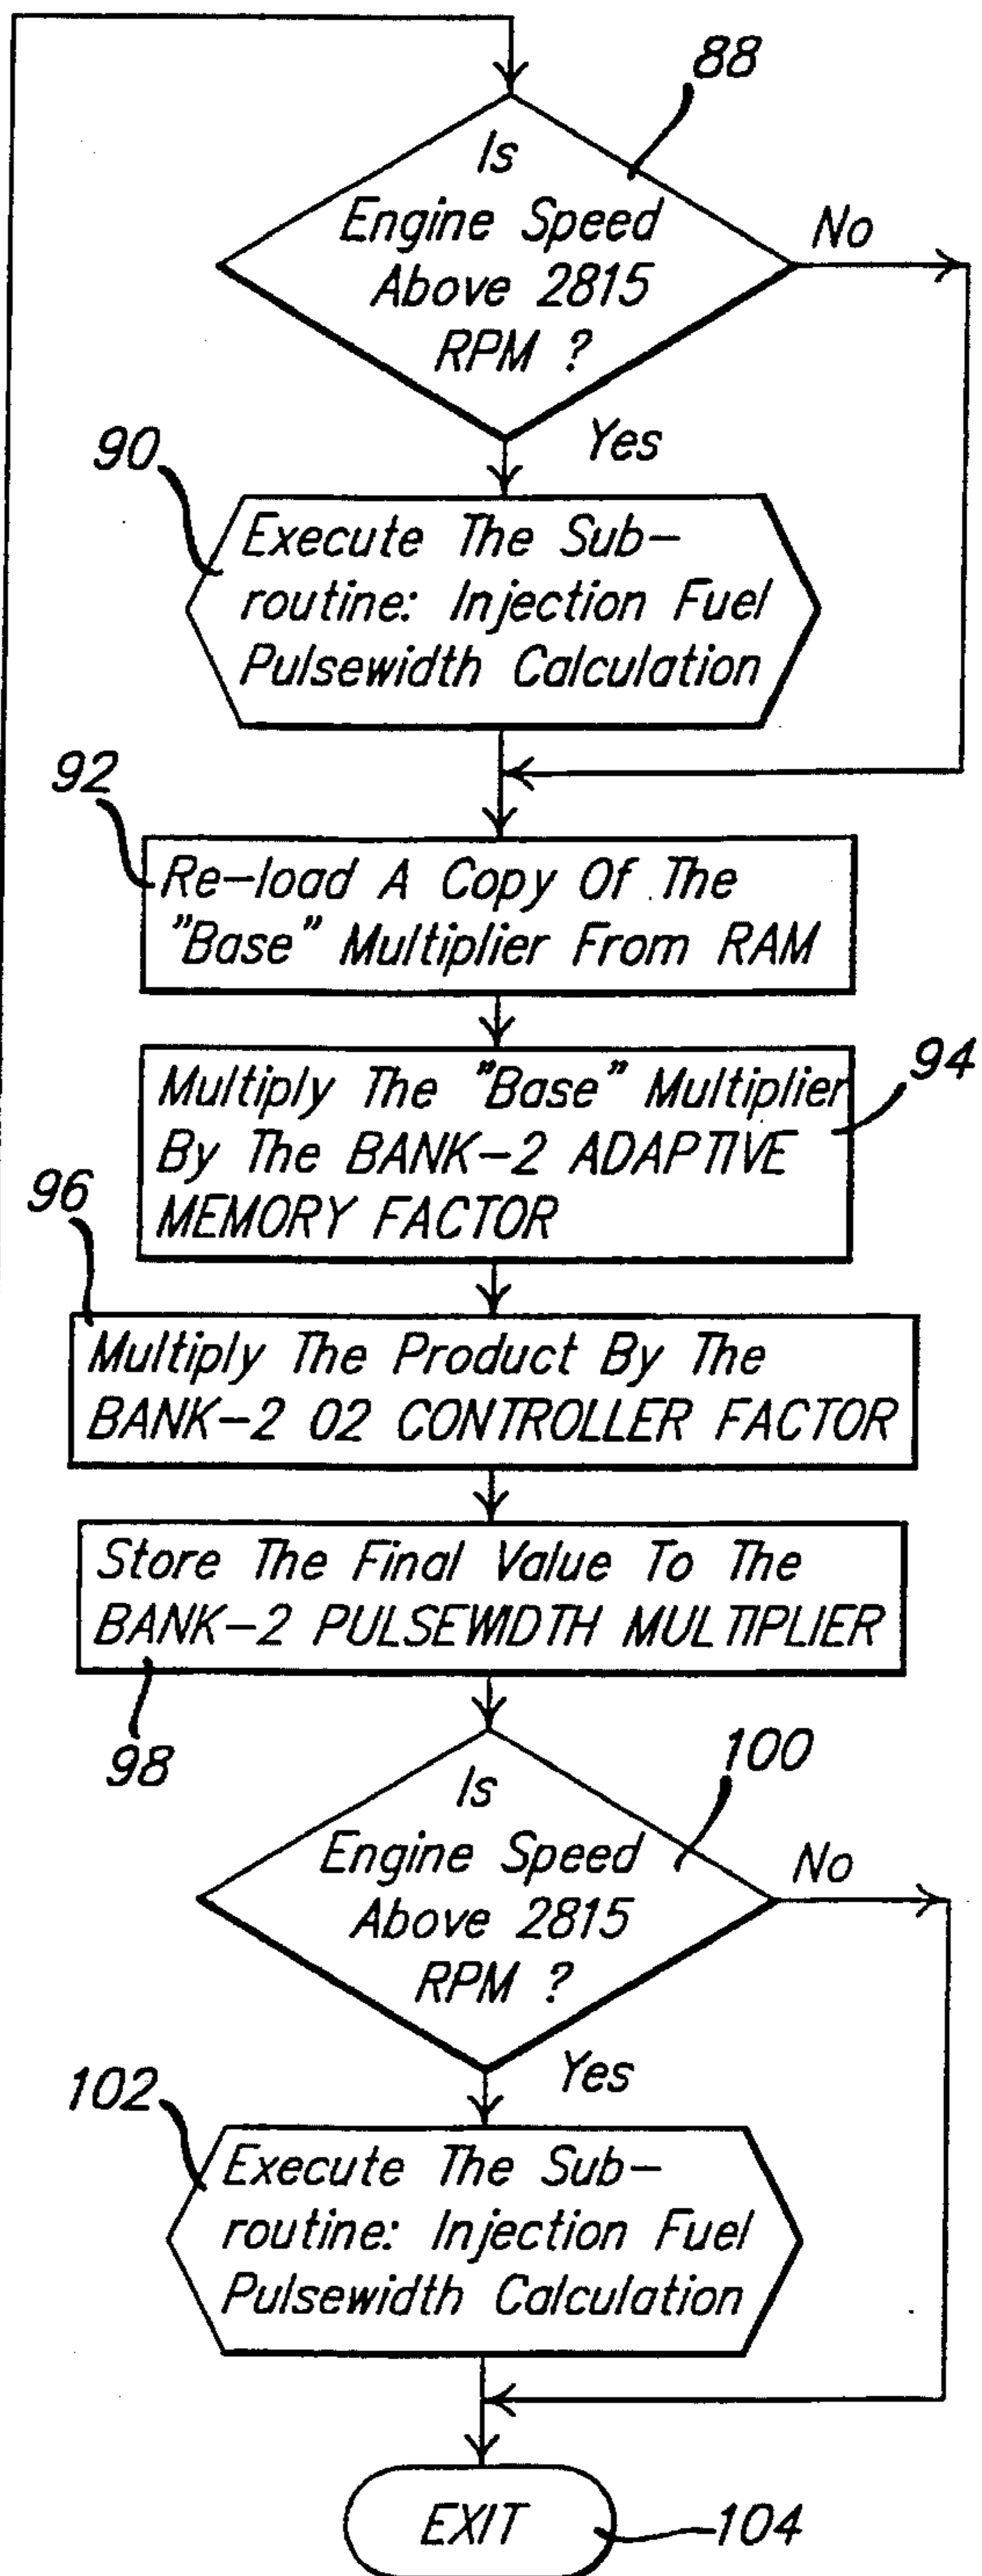 88
Is
Engine Speed
Above 2815
RPM ?
No
Yes
90
Execute The Sub-
routine: Injection Fuel
Pulsewidth Calculation
92
Re-load A Copy Of The
"Base" Multiplier From RAM
94
Multiply The "Base" Multiplier
By The BANK-2 ADAPTIVE
MEMORY FACTOR
96
Multiply The Product By The
BANK-2 O2 CONTROLLER FACTOR
Store The Final Value To The
BANK-2 PULSEWIDTH MULTIPLIER
98
100
Is
Engine Speed
Above 2815
RPM ?
No
Yes
102
Execute The Sub-
routine: Injection Fuel
Pulsewidth Calculation
EXIT
104